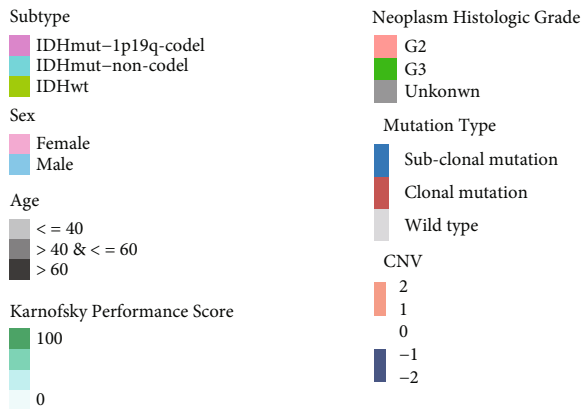 Subtype
IDHmut−1p19q-codel
IDHmut−non-codel
IDHwt
Sex
Female
Male
Age
< = 40
> 40 & < = 60
> 60
Karnofsky Performance Score
100
0
Neoplasm Histologic Grade
G2
G3
Unkonwn
Mutation Type
Sub-clonal mutation
Clonal mutation
Wild type
CNV
2
1
0
−1
−2